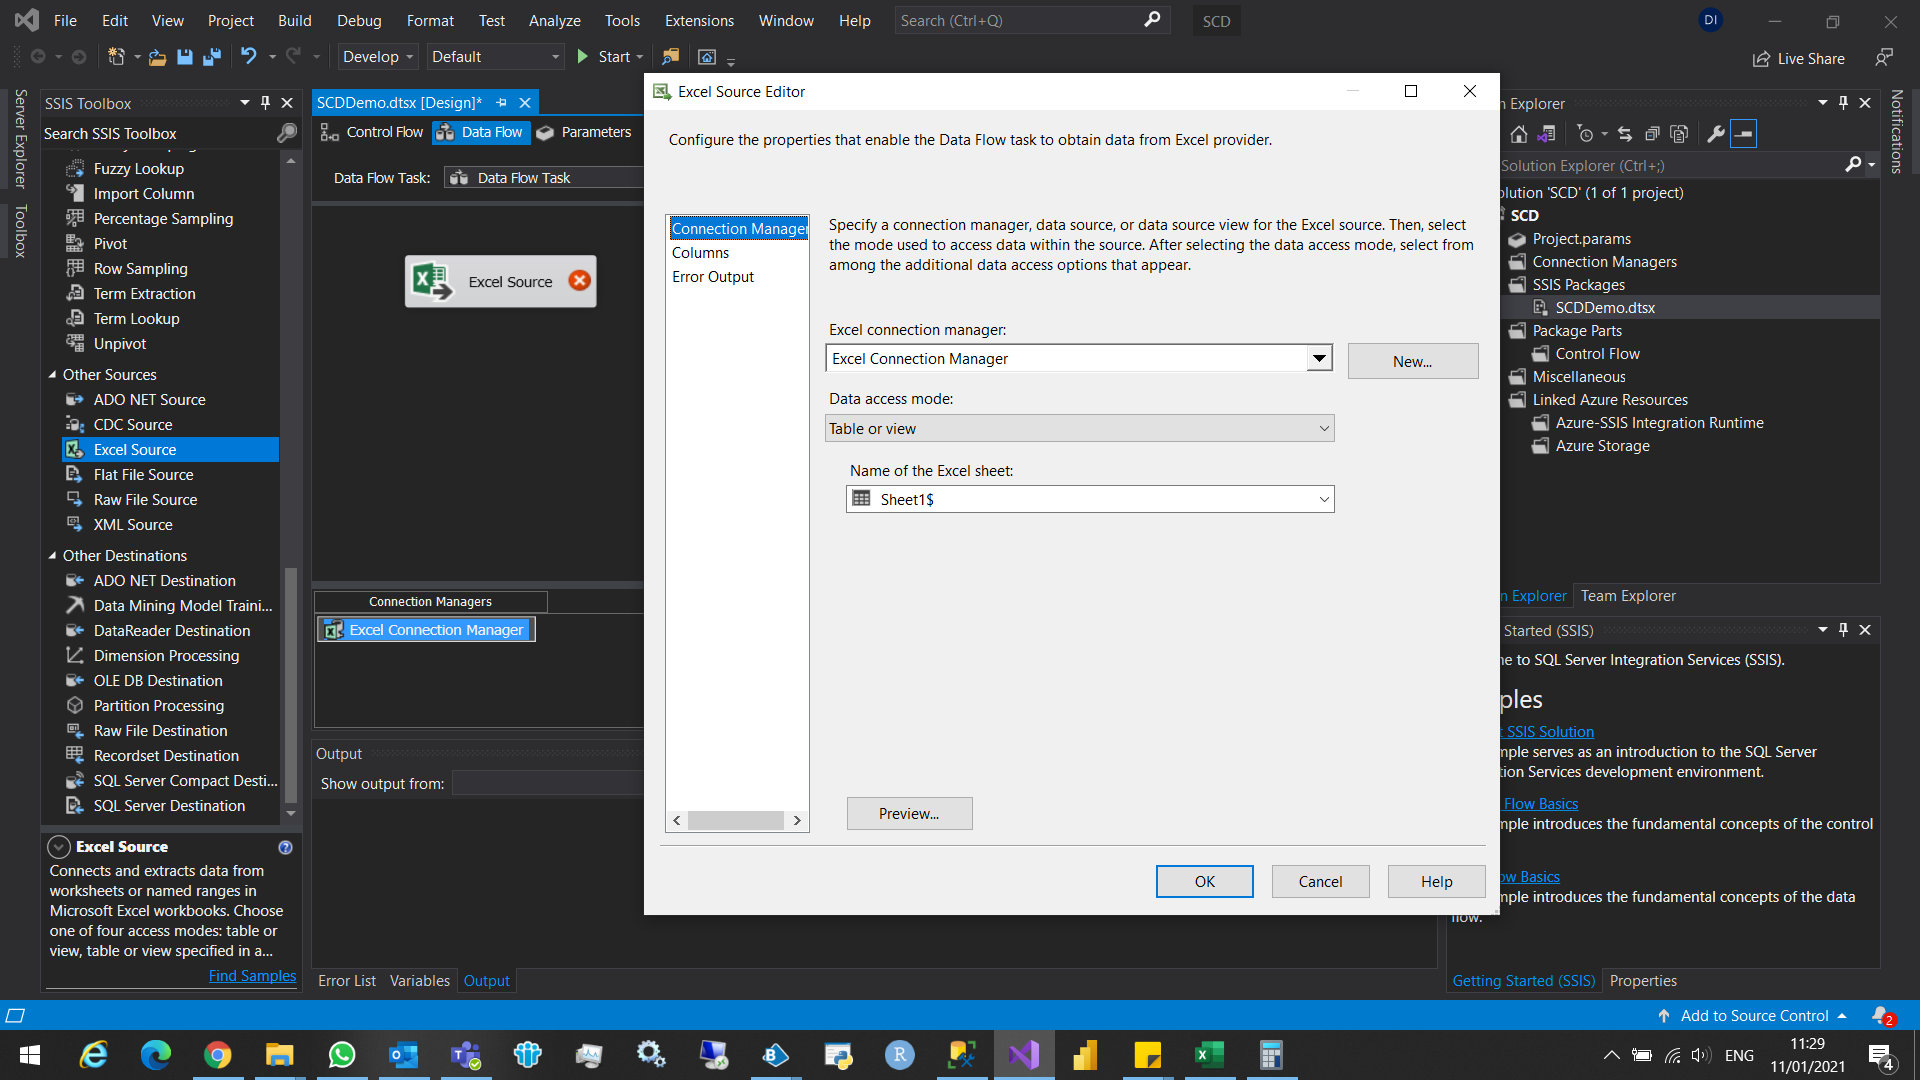 File Edit View Project Build Debug Format Test Analyze Tools Extensions Window Help Search (Ctrl+Q) SCD DI
Develop Default Start Live Share
Server Explorer
Toolbox
SSIS Toolbox
Search SSIS Toolbox
Fuzzy Lookup
Import Column
Percentage Sampling
Pivot
Row Sampling
Term Extraction
Term Lookup
Unpivot
Other Sources
ADO NET Source
CDC Source
Excel Source
Flat File Source
Raw File Source
XML Source
Other Destinations
ADO NET Destination
Data Mining Model Traini...
DataReader Destination
Dimension Processing
OLE DB Destination
Partition Processing
Raw File Destination
Recordset Destination
SQL Server Compact Desti...
SQL Server Destination
Excel Source
Connects and extracts data from
worksheets or named ranges in
Microsoft Excel workbooks. Choose
one of four access modes: table or
view, table or view specified in a...
Find Samples
SCDDemo.dtsx [Design]*
Control Flow Data Flow Parameters
Data Flow Task: Data Flow Task
Excel Source
Connection Managers
Excel Connection Manager
Output
Show output from:
Error List Variables Output
Excel Source Editor
Configure the properties that enable the Data Flow task to obtain data from Excel provider.
Connection Manager
Columns
Error Output
Specify a connection manager, data source, or data source view for the Excel source. Then, select
the mode used to access data within the source. After selecting the data access mode, select from
among the additional data access options that appear.
Excel connection manager:
Excel Connection Manager
New...
Data access mode:
Table or view
Name of the Excel sheet:
Sheet1$
Preview...
OK Cancel Help
n Explorer
Solution Explorer (Ctrl+;)
olution 'SCD' (1 of 1 project)
SCD
Project.params
Connection Managers
SSIS Packages
SCDDemo.dtsx
Package Parts
Control Flow
Miscellaneous
Linked Azure Resources
Azure-SSIS Integration Runtime
Azure Storage
n Explorer Team Explorer
Started (SSIS)
ne to SQL Server Integration Services (SSIS).
ples
t SSIS Solution
mple serves as an introduction to the SQL Server
tion Services development environment.
Flow Basics
mple introduces the fundamental concepts of the control
ow Basics
mple introduces the fundamental concepts of the data
flow.
Getting Started (SSIS) Properties
Notifications
Add to Source Control 2
ENG
11:29
11/01/2021
4